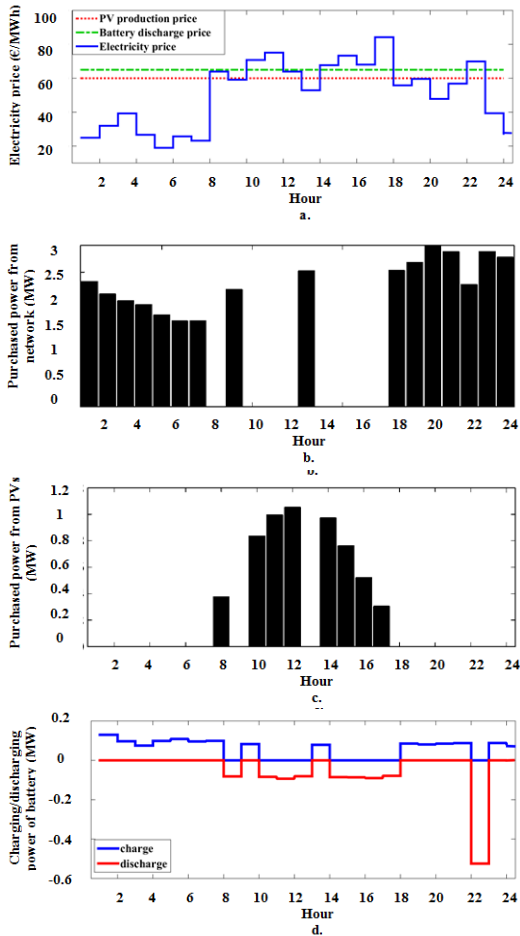 Electricity price (€/MWh)
100
80
60
40
20
PV production price
Battery discharge price
Electricity price
2 4 6 8 10 12 14 16 18 20 22 24
Hour
a.
Purchased power from
network (MW)
3
2.5
2
1.5
1
0.5
0
2 4 6 8 10 12 14 16 18 20 22 24
Hour
b.
Purchased power from PVs
(MW)
1.2
1
0.8
0.6
0.4
0.2
0
2 4 6 8 10 12 14 16 18 20 22 24
Hour
c.
Charging/discharging
power of battery (MW)
0.2
0
-0.2
-0.4
-0.6
charge
discharge
2 4 6 8 10 12 14 16 18 20 22 24
Hour
d.